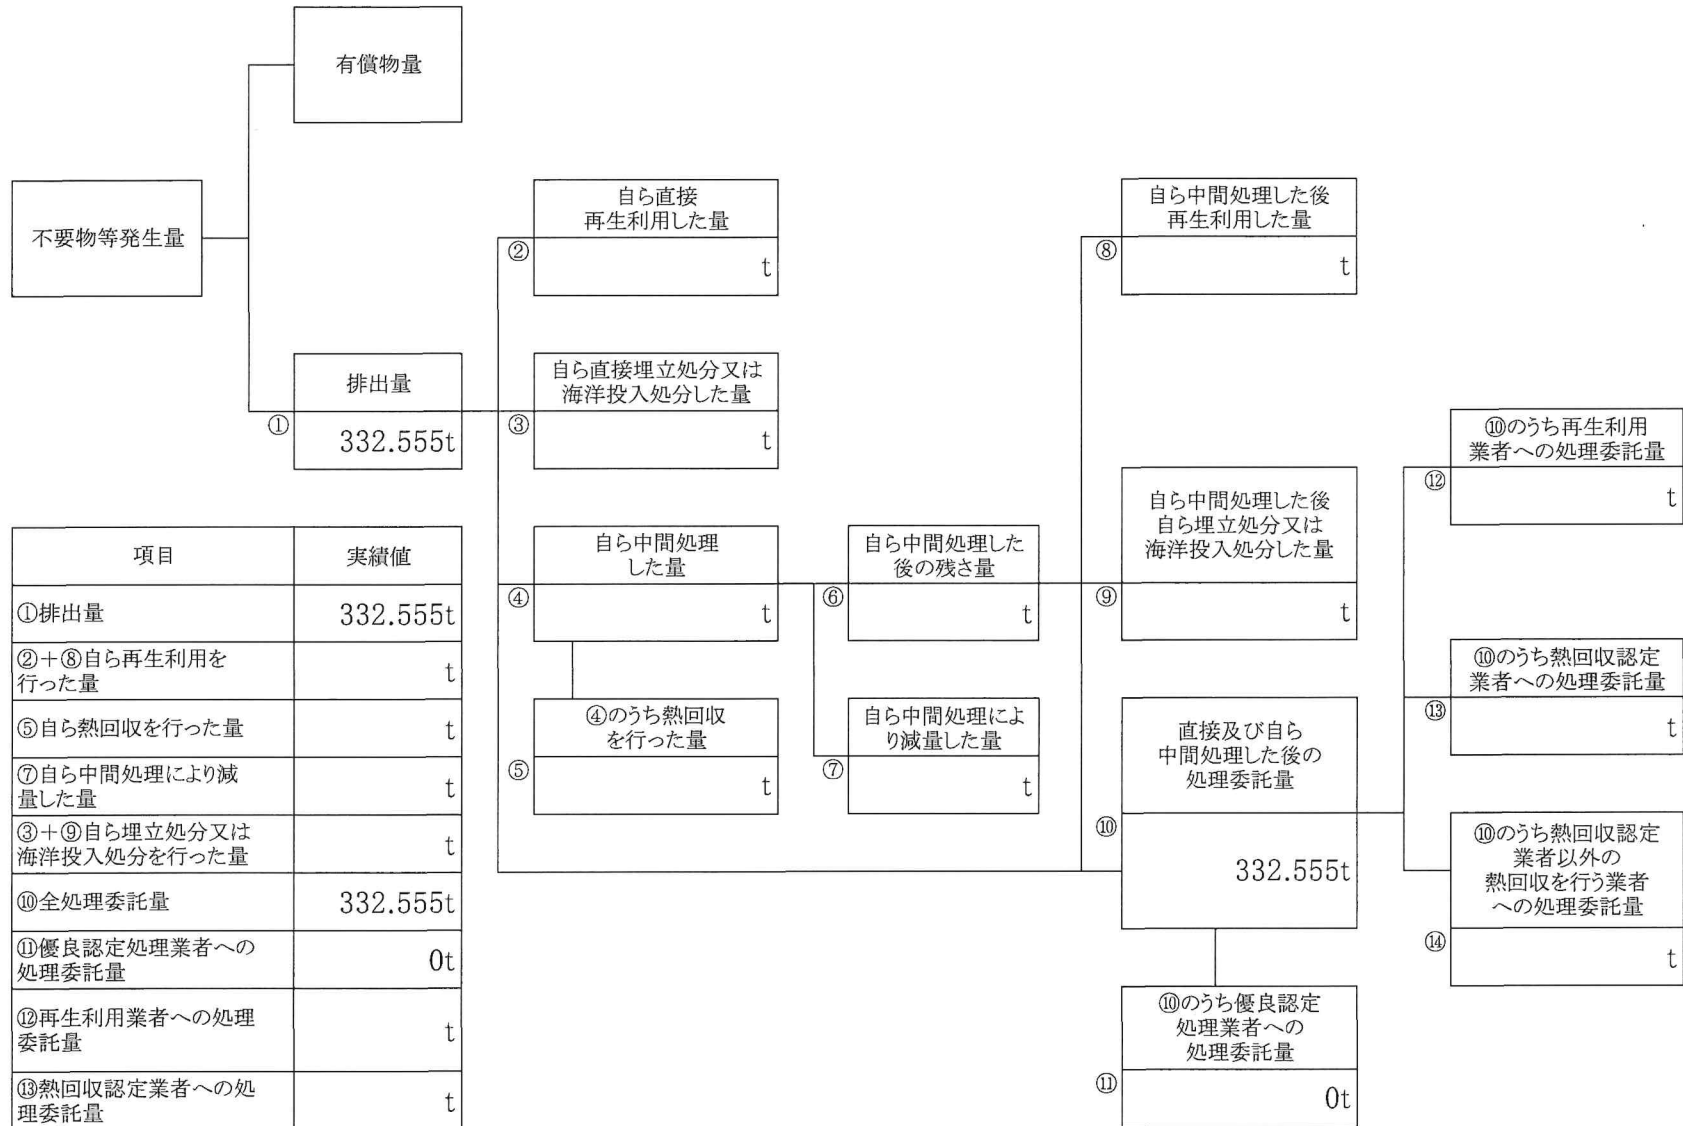 有償物量
不要物等発生量
自ら直接
再生利用した量
②
t
自ら中間処理した後
再生利用した量
⑧
t
排出量
①
332.555t
自ら直接埋立処分又は
海洋投入処分した量
③
t
⑩のうち再生利用
業者への処理委託量
⑫
t
自ら中間処理
した量
④
t
自ら中間処理した
後の残さ量
⑥
t
自ら中間処理した後
自ら埋立処分又は
海洋投入処分した量
⑨
t
⑩のうち熱回収認定
業者への処理委託量
⑬
t
④のうち熱回収
を行った量
⑤
t
自ら中間処理によ
り減量した量
⑦
t
直接及び自ら
中間処理した後の
処理委託量
⑩
332.555t
⑩のうち熱回収認定
業者以外の
熱回収を行う業者
への処理委託量
⑭
t
⑩のうち優良認定
処理業者への
処理委託量
⑪
0t
項目
実績値
①排出量
332.555t
②+⑧自ら再生利用を
行った量
t
⑤自ら熱回収を行った量
t
⑦自ら中間処理により減
量した量
t
③+⑨自ら埋立処分又は
海洋投入処分を行った量
t
⑩全処理委託量
332.555t
⑪優良認定処理業者への
処理委託量
0t
⑫再生利用業者への処理
委託量
t
⑬熱回収認定業者への処
理委託量
t